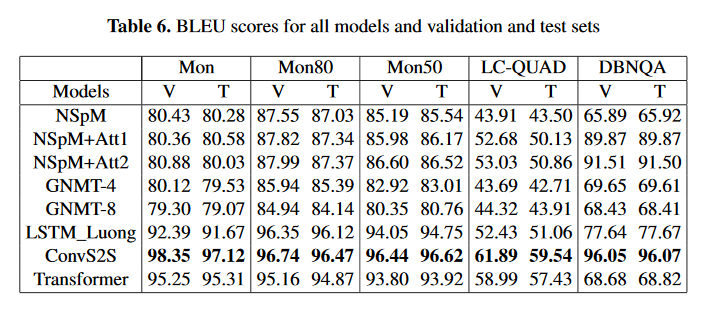 Table 6. BLEU scores for all models and validation and test sets
Mon Mon80 Mon50 LC-QUAD DBNQA
Models V T V T V T V T V T
NSpM 80.43 80.28 87.55 87.03 85.19 85.54 43.91 43.50 65.89 65.92
NSpM+Att1 80.36 80.58 87.82 87.34 85.98 86.17 52.68 50.13 89.87 89.87
NSpM+Att2 80.88 80.03 87.99 87.37 86.60 86.52 53.03 50.86 91.51 91.50
GNMT-4 80.12 79.53 85.94 85.39 82.92 83.01 43.69 42.71 69.65 69.61
GNMT-8 79.30 79.07 84.94 84.14 80.35 80.76 44.32 43.91 68.43 68.41
LSTM_Luong 92.39 91.67 96.35 96.12 94.05 94.75 52.43 51.06 77.64 77.67
ConvS2S 98.35 97.12 96.74 96.47 96.44 96.62 61.89 59.54 96.05 96.07
Transformer 95.25 95.31 95.16 94.87 93.80 93.92 58.99 57.43 68.68 68.82